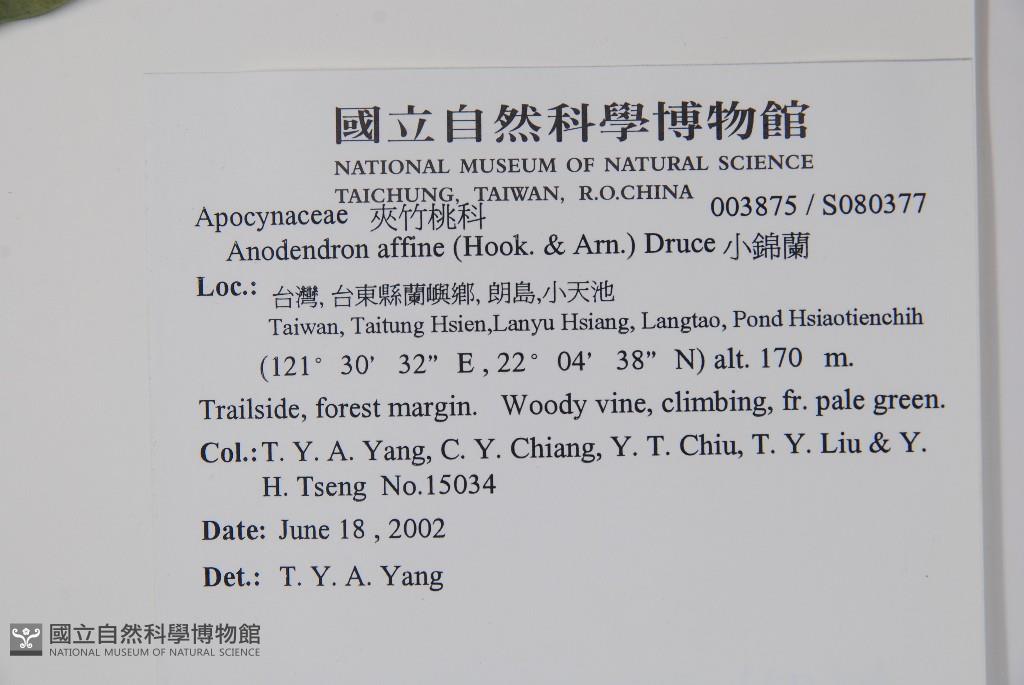 國立自然科學博物館
NATIONAL MUSEUM OF NATURAL SCIENCE
TAICHUNG, TAIWAN, R.O.CHINA
Apocynaceae 夾竹桃科 003875 / S080377
Anodendron affine (Hook. & Arn.) Druce 小錦蘭
Loc.: 台灣, 台東縣蘭嶼鄉, 朗島,小天池
Taiwan, Taitung Hsien,Lanyu Hsiang, Langtao, Pond Hsiaotienchih
(121° 30’ 32” E , 22° 04’ 38” N) alt. 170 m.
Trailside, forest margin. Woody vine, climbing, fr. pale green.
Col.: T. Y. A. Yang, C. Y. Chiang, Y. T. Chiu, T. Y. Liu & Y.
H. Tseng No.15034
Date: June 18 , 2002
Det.: T. Y. A. Yang
國立自然科學博物館
NATIONAL MUSEUM OF NATURAL SCIENCE